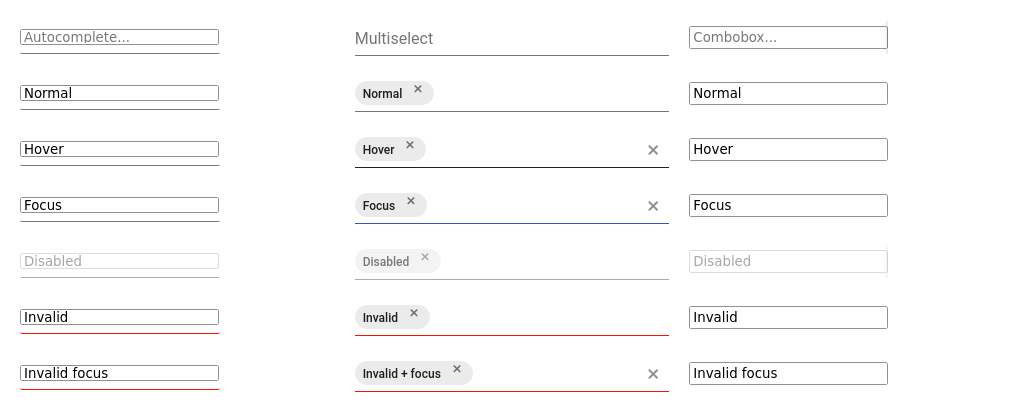 Autocomplete... Multiselect Combobox...
Normal Normal × Normal
Hover Hover × × Hover
Focus Focus × × Focus
Disabled Disabled × Disabled
Invalid Invalid × Invalid
Invalid focus Invalid + focus × × Invalid focus